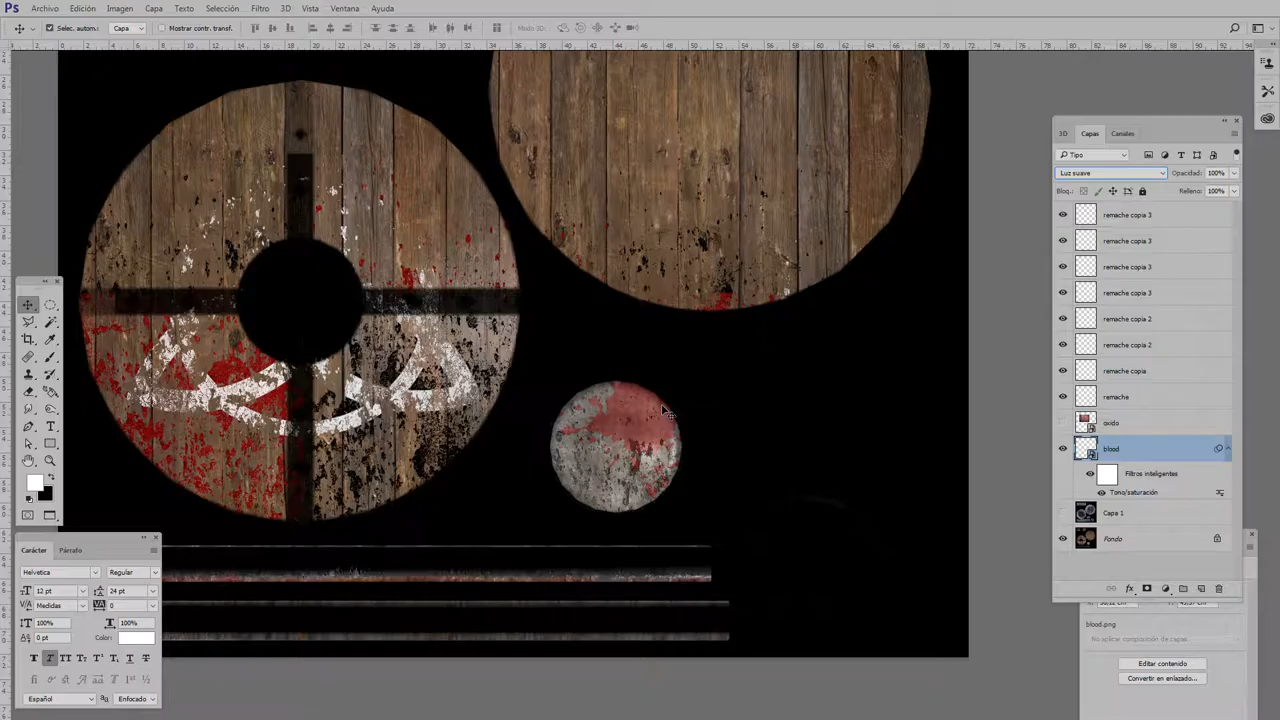 Ps Archivo Edición Imagen Capa Texto Selección Filtro 3D Vista Ventana Ayuda
Selec. autom.: Capa Mostrar contr. transf. Modo 3D:
3D Capas Canales
Tipo
Luz suave Opacidad: 100%
Bloq.: Relleno: 100%
remache copia 3
remache copia 3
remache copia 3
remache copia 3
remache copia 2
remache copia 2
remache copia
remache
oxido
blood
Filtros inteligentes
Tono/saturación
Capa 1
Fondo
Carácter Párrafo
Helvetica Regular
12 pt 24 pt
Medidas 0
100% 100%
0 pt Color:
Español Enfocado
blood.png
No aplicar composición de capas
Editar contenido
Convertir en enlazado...